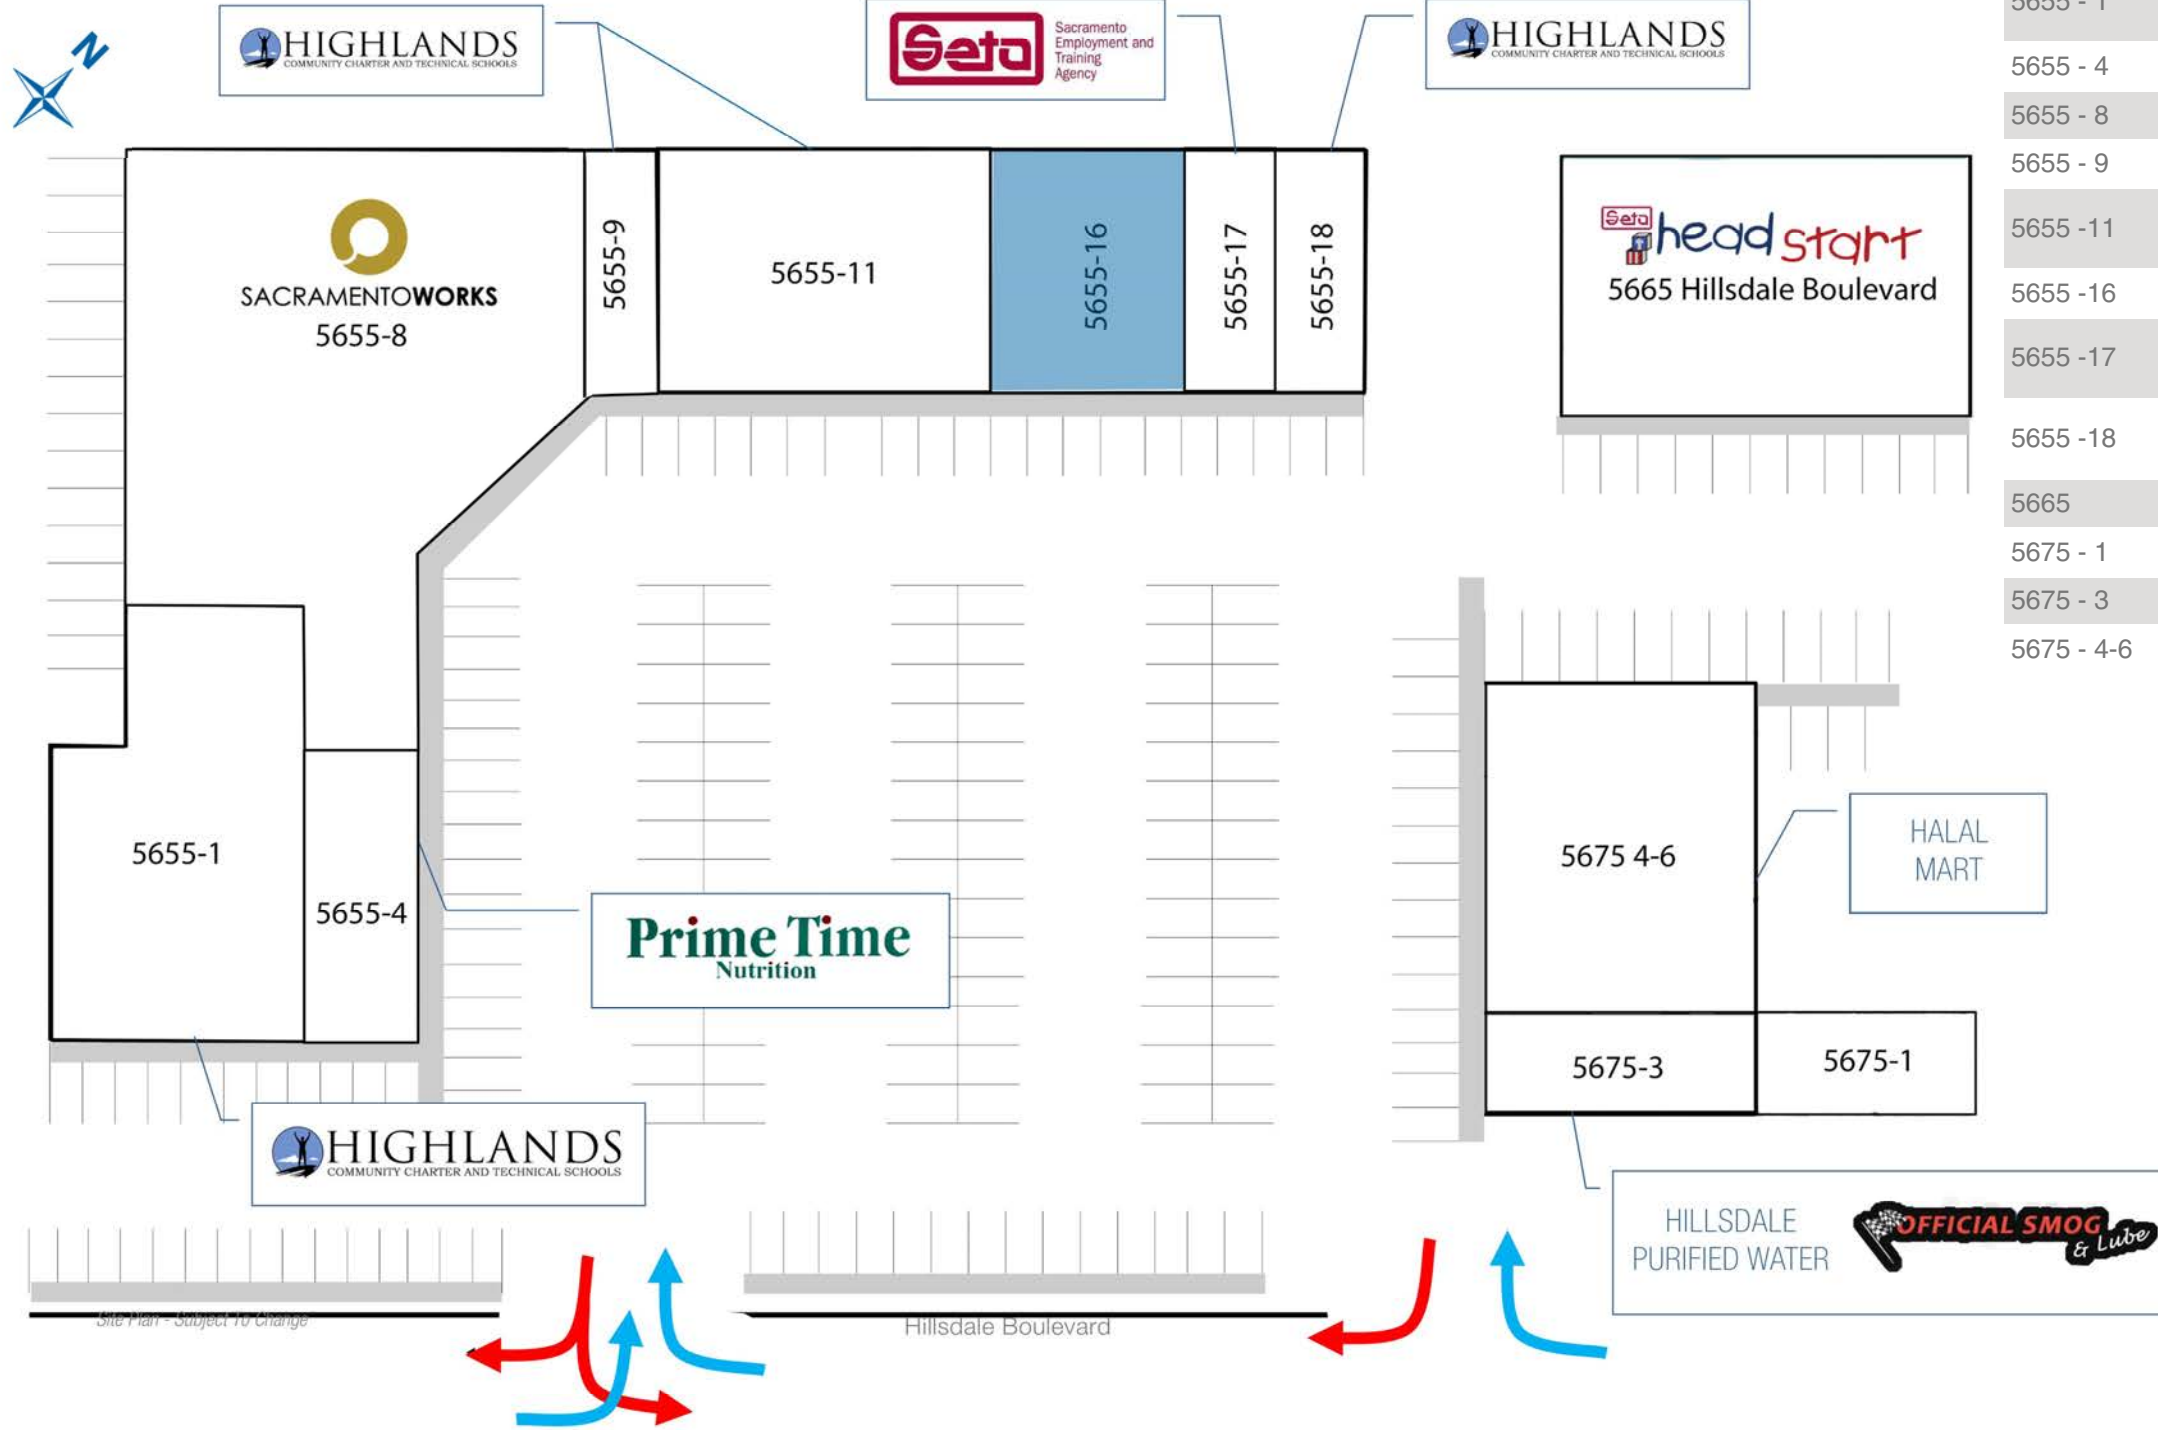 N
HIGHLANDS
COMMUNITY CHARTER AND TECHNICAL SCHOOLS
Seta
Sacramento
Employment and
Training
Agency
HIGHLANDS
COMMUNITY CHARTER AND TECHNICAL SCHOOLS
SACRAMENTOWORKS
5655-8
5655-9
5655-11
5655-16
5655-17
5655-18
Seta
head start
5665 Hillsdale Boulevard
5655-1
5655-4
Prime Time
Nutrition
HIGHLANDS
COMMUNITY CHARTER AND TECHNICAL SCHOOLS
5675 4-6
HALAL
MART
5675-3
5675-1
HILLSDALE
PURIFIED WATER
OFFICIAL SMOG
& Lube
Site Plan - Subject To Change
Hillsdale Boulevard
5655 - 1
5655 - 4
5655 - 8
5655 - 9
5655 -11
5655 -16
5655 -17
5655 -18
5665
5675 - 1
5675 - 3
5675 - 4-6